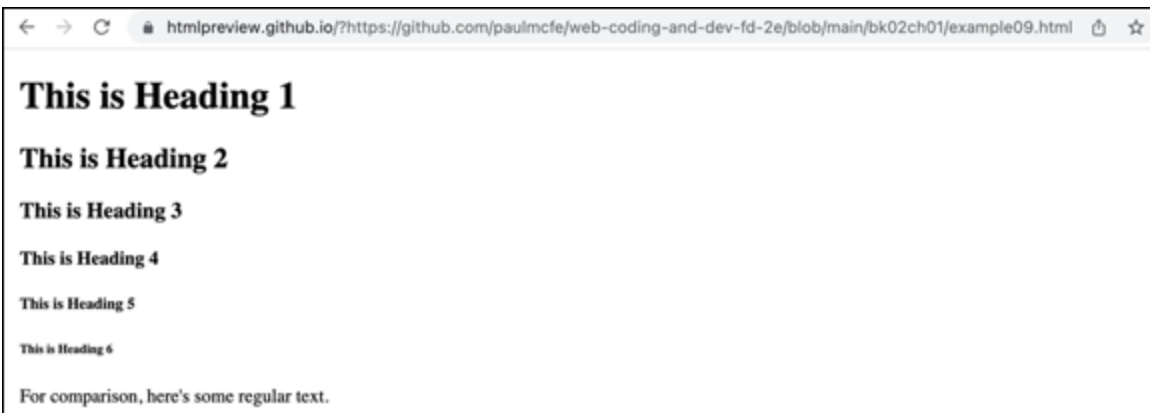 htmlpreview.github.io/?https://github.com/paulmcfe/web-coding-and-dev-fd-2e/blob/main/bk02ch01/example09.html
This is Heading 1
This is Heading 2
This is Heading 3
This is Heading 4
This is Heading 5
This is Heading 6
For comparison, here's some regular text.